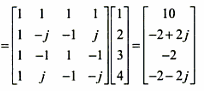 = [1 1 1 1] [1] = [10]
[1 -j -1 j] [2] [-2+2j]
[1 -1 1 -1] [3] [-2]
[1 j -1 -j] [4] [-2-2j]